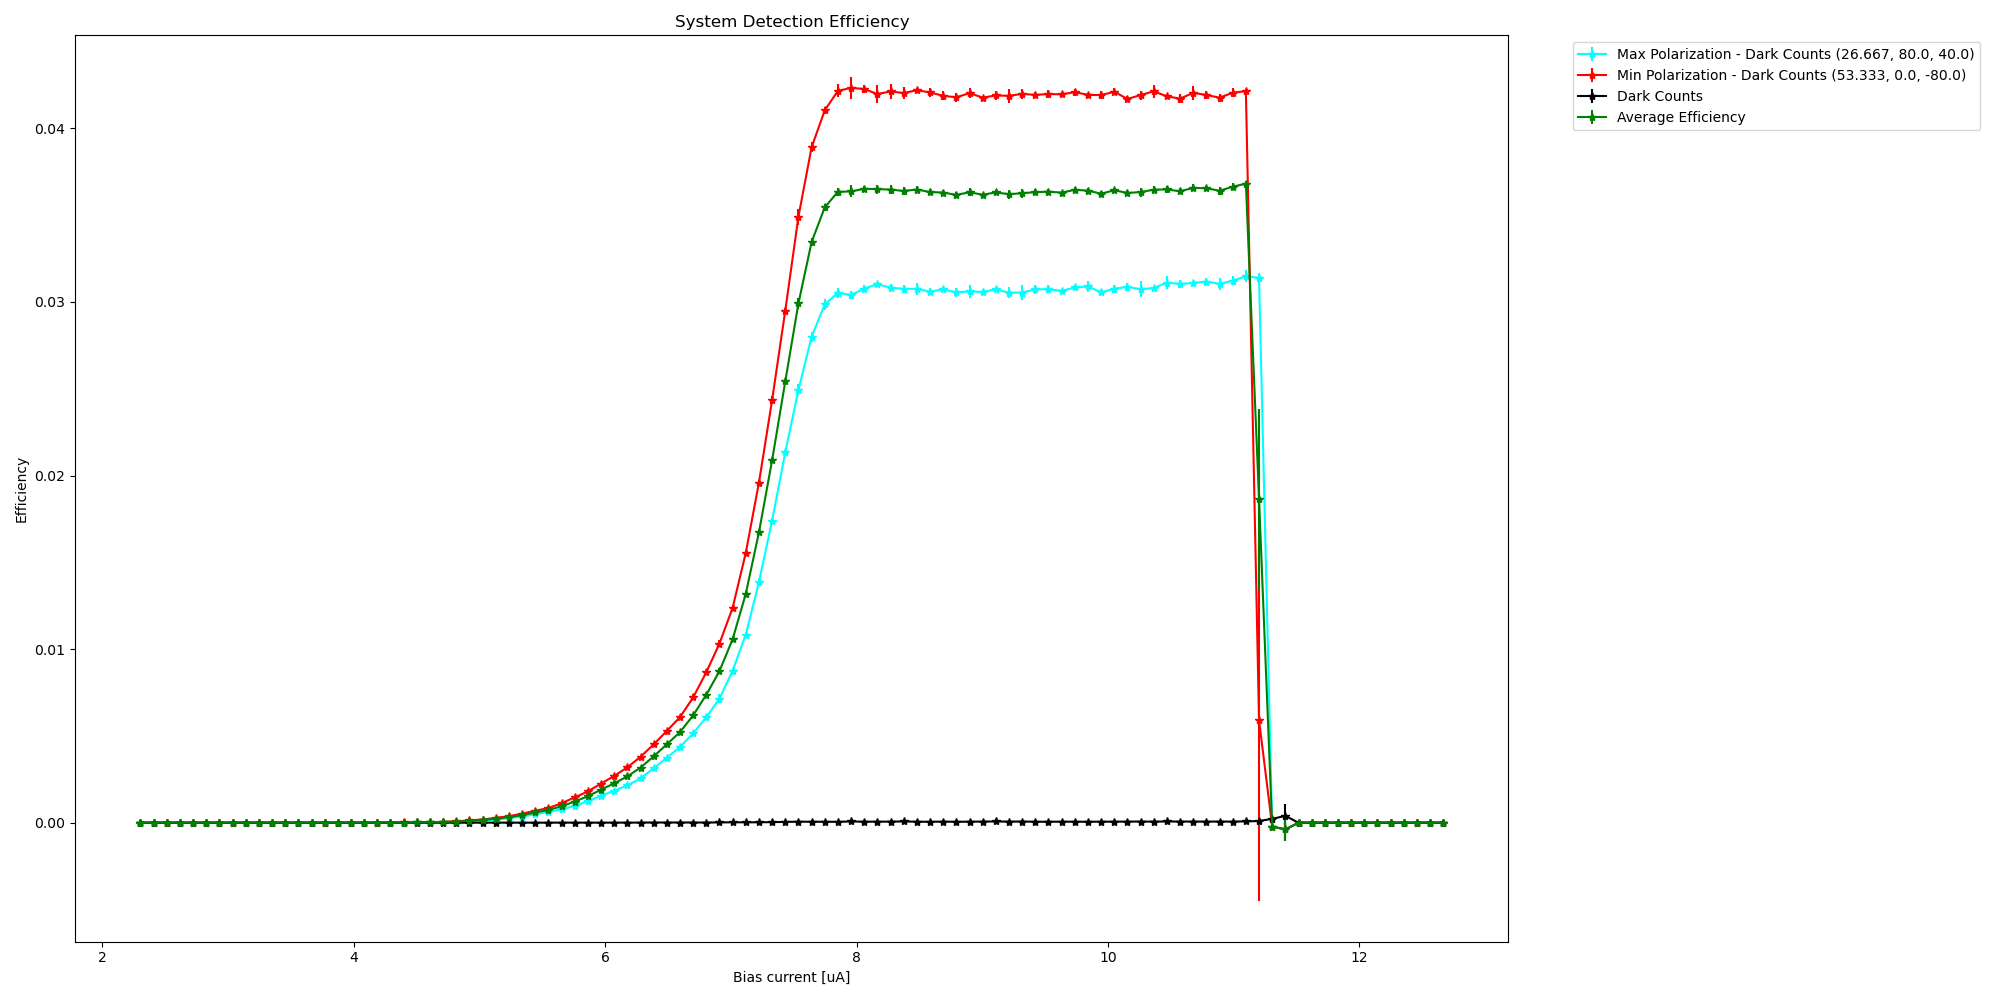 System Detection Efficiency
Max Polarization - Dark Counts (26.667, 80.0, 40.0)
Min Polarization - Dark Counts (53.333, 0.0, -80.0)
Dark Counts
Average Efficiency
Efficiency
0.04
0.03
0.02
0.01
0.00
2 4 6 8 10 12
Bias current [uA]